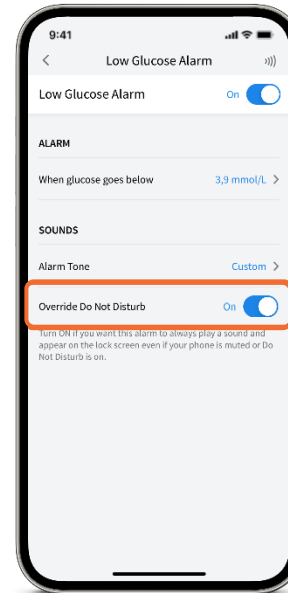 9:41
Low Glucose Alarm
Low Glucose Alarm On
ALARM
When glucose goes below 3,9 mmol/L >
SOUNDS
Alarm Tone Custom >
Override Do Not Disturb On
Turn ON if you want this alarm to always play a sound and
appear on the lock screen even if your phone is muted or Do
Not Disturb is on.